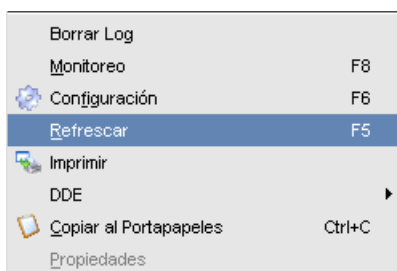 Borrar Log
Monitoreo F8
Configuración F6
Refrescar F5
Imprimir
DDE
Copiar al Portapapeles Ctrl+C
Propiedades